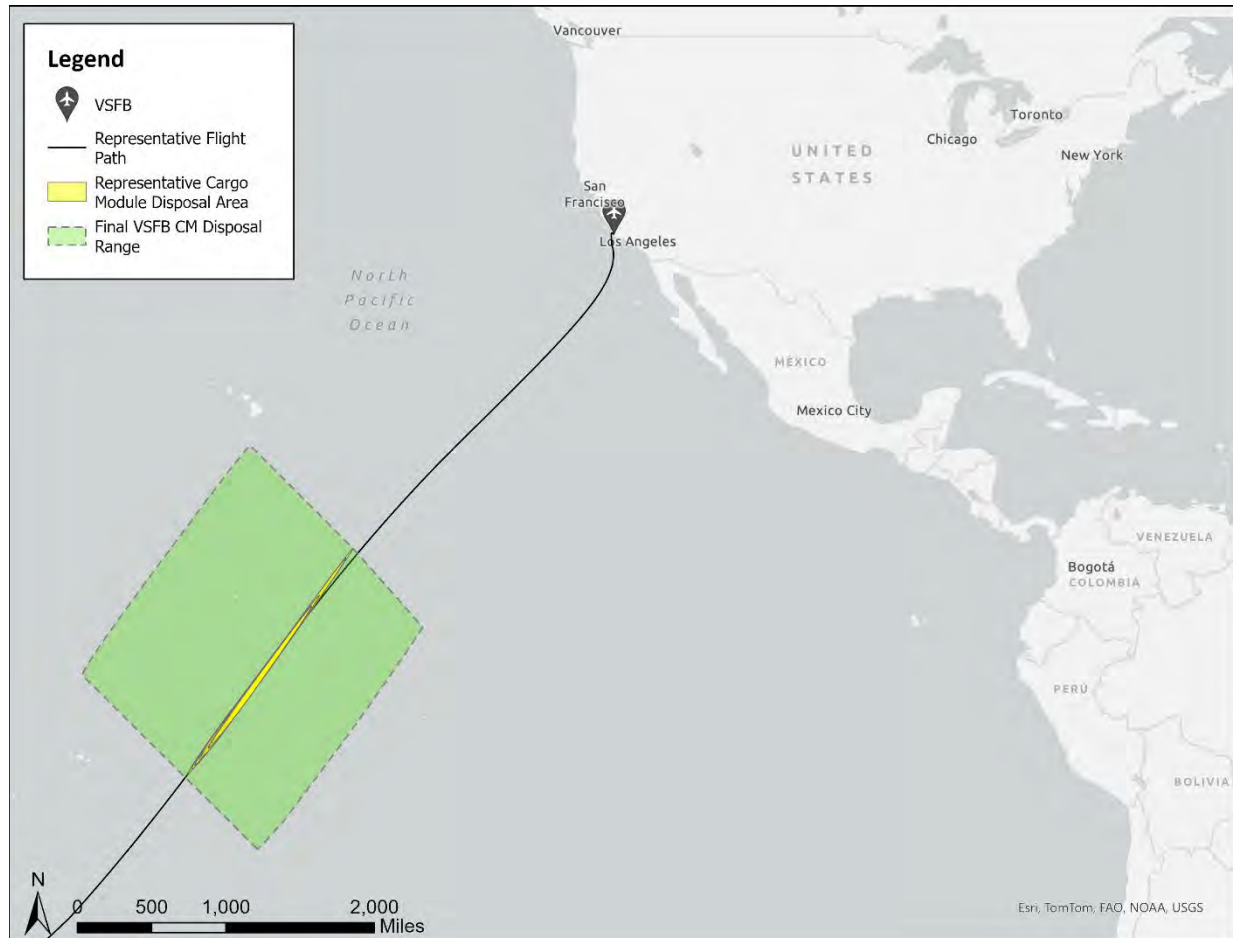 Legend
VSFB
Representative Flight
Path
Representative Cargo
Module Disposal Area
Final VSFB CM Disposal
Range
Vancouver
Toronto
Chicago
New York
UNITED
STATES
San
Francisco
Los Angeles
North
Pacific
Ocean
MÉXICO
Mexico City
VENEZUELA
Bogotá
COLOMBIA
PERÚ
BOLIVIA
N
0 500 1,000 2,000
Miles
Esri, TomTom, FAO, NOAA, USGS